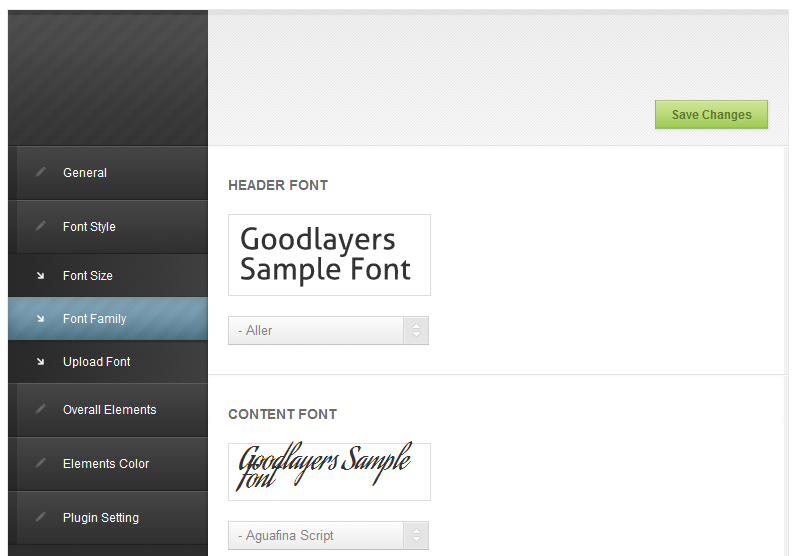 Save Changes
General
Font Style
Font Size
Font Family
Upload Font
Overall Elements
Elements Color
Plugin Setting
HEADER FONT
Goodlayers
Sample Font
- Aller
CONTENT FONT
Goodlayers Sample
Font
- Aguafina Script